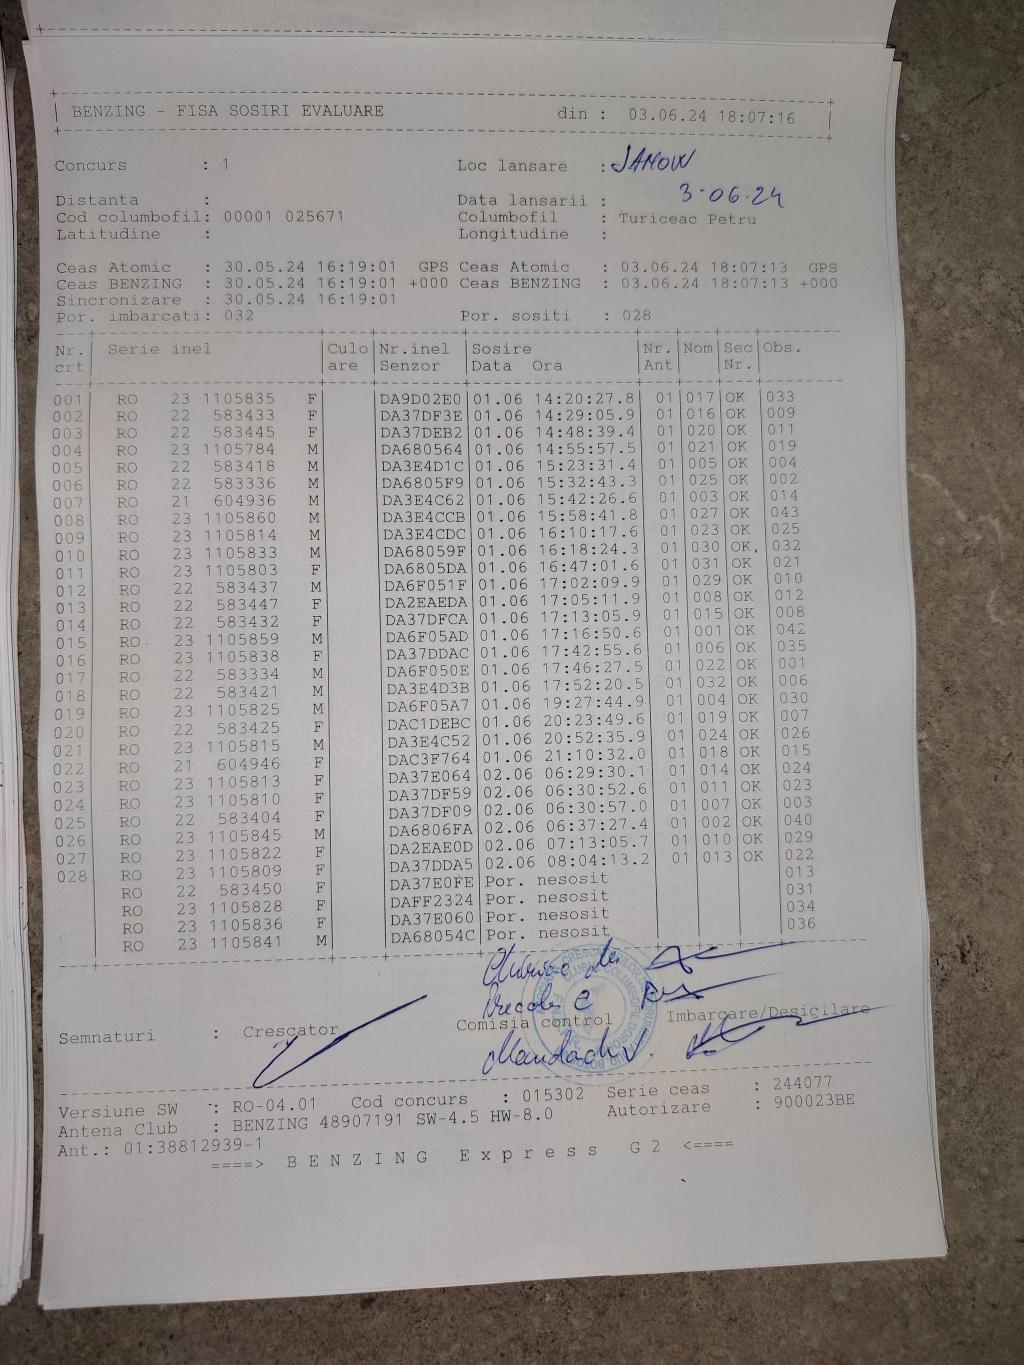 BENZING - FISA SOSIRI EVALUARE din : 03.06.24 18:07:16
Concurs : 1 Loc lansare : JANOW
Distanta : Data lansarii : 3-06.24
Cod columbofil: 00001 025671 Columbofil : Turiceac Petru
Latitudine : Longitudine :
Ceas Atomic : 30.05.24 16:19:01 GPS Ceas Atomic : 03.06.24 18:07:13 GPS
Ceas BENZING : 30.05.24 16:19:01 +000 Ceas BENZING : 03.06.24 18:07:13 +000
Sincronizare : 30.05.24 16:19:01
Por. imbarcati: 032 Por. sositi : 028
Nr. Serie inel Culo Nr.inel Sosire Nr. Nom Sec Obs.
crt are Senzor Data Ora Ant Nr.
001 RO 23 1105835 F DA9D02E0 01.06 14:20:27.8 01 017 OK 033
002 RO 22 583433 F DA37DF3E 01.06 14:29:05.9 01 016 OK 009
003 RO 22 583445 F DA37DEB2 01.06 14:48:39.4 01 020 OK 011
004 RO 23 1105784 M DA680564 01.06 14:55:57.5 01 021 OK 019
005 RO 22 583418 M DA3E4D1C 01.06 15:23:31.4 01 005 OK 004
006 RO 22 583336 M DA6805F9 01.06 15:32:43.3 01 025 OK 002
007 RO 21 604936 M DA3E4C62 01.06 15:42:26.6 01 003 OK 014
008 RO 23 1105860 M DA3E4CCB 01.06 15:58:41.8 01 027 OK 043
009 RO 23 1105814 M DA3E4CDC 01.06 16:10:17.6 01 023 OK 025
010 RO 23 1105833 M DA68059F 01.06 16:18:24.3 01 030 OK 032
011 RO 23 1105803 F DA6805DA 01.06 16:47:01.6 01 031 OK 021
012 RO 22 583437 M DA6F051F 01.06 17:02:09.9 01 029 OK 010
013 RO 22 583447 F DA2EAEDA 01.06 17:05:11.9 01 008 OK 012
014 RO 22 583432 F DA37DFCA 01.06 17:13:05.9 01 015 OK 008
015 RO 23 1105859 M DA6F05AD 01.06 17:16:50.6 01 001 OK 042
016 RO 23 1105838 F DA37DDAC 01.06 17:42:55.6 01 006 OK 035
017 RO 22 583334 M DA6F050E 01.06 17:46:27.5 01 022 OK 001
018 RO 22 583421 M DA3E4D3B 01.06 17:52:20.5 01 032 OK 006
019 RO 23 1105825 M DA6F05A7 01.06 19:27:44.9 01 004 OK 030
020 RO 22 583425 F DAC1DEBC 01.06 20:23:49.6 01 019 OK 007
021 RO 23 1105815 M DA3E4C52 01.06 20:52:35.9 01 024 OK 026
022 RO 21 604946 F DAC3F764 01.06 21:10:32.0 01 018 OK 015
023 RO 23 1105813 F DA37E064 02.06 06:29:30.1 01 014 OK 024
024 RO 23 1105810 F DA37DF59 02.06 06:30:52.6 01 011 OK 023
025 RO 22 583404 F DA37DF09 02.06 06:30:57.0 01 007 OK 003
026 RO 23 1105845 M DA6806FA 02.06 06:37:27.4 01 002 OK 040
027 RO 23 1105822 F DA2EAE0D 02.06 07:13:05.7 01 010 OK 029
028 RO 23 1105809 F DA37DDA5 02.06 08:04:13.2 01 013 OK 022
RO 22 583450 F DA37E0FE Por. nesosit 013
RO 23 1105828 F DAFF2324 Por. nesosit 031
RO 23 1105836 F DA37E060 Por. nesosit 034
RO 23 1105841 M DA68054C Por. nesosit 036
Semnaturi : Crescator Comisia control Imbarcare/Desigilare
Versiune SW : RO-04.01 Cod concurs : 015302 Serie ceas : 244077
Antena Club : BENZING 48907191 SW-4.5 HW-8.0 Autorizare : 900023BE
Ant.: 01:38812939-1
====> B E N Z I N G E x p r e s s G 2 <====